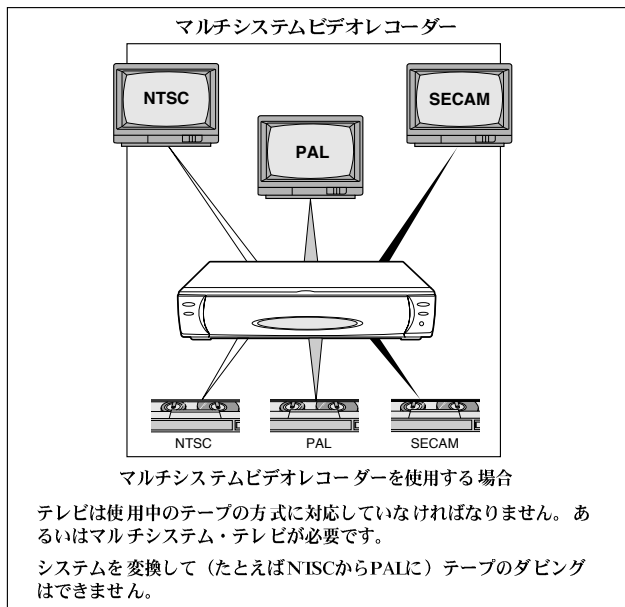 マルチシステムビデオレコーダー
NTSC
SECAM
PAL
NTSC PAL SECAM
マルチシステムビデオレコーダーを使用する場合
テレビは使用中のテープの方式に対応していなければなりません。あ
るいはマルチシステム・テレビが必要です。
システムを変換して（たとえばNTSCからPALに）テープのダビング
はできません。